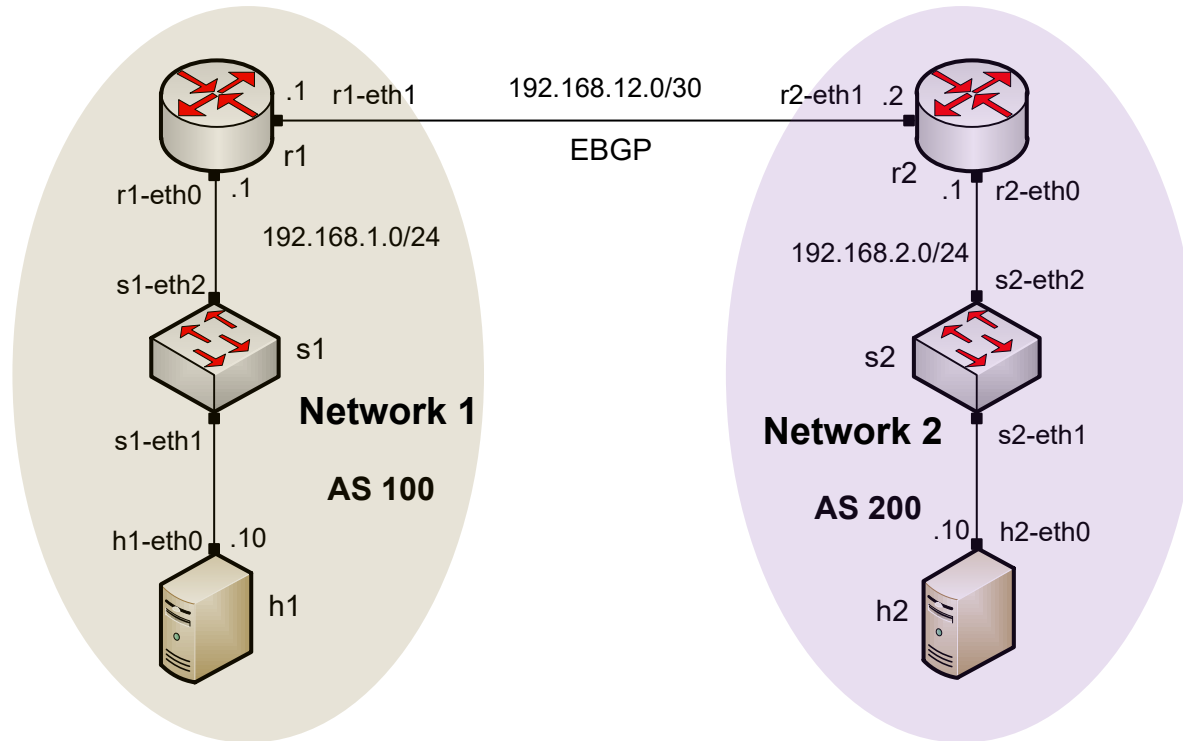 192.168.12.0/30
.1
r1-eth1
r2-eth1
.2
EBGP
r1
r2
r1-eth0
.1
.1
r2-eth0
192.168.1.0/24
192.168.2.0/24
s1-eth2
s2-eth2
s1
s2
Network 1
Network 2
s1-eth1
s2-eth1
AS 100
AS 200
h1-eth0
.10
.10
h2-eth0
h1
h2